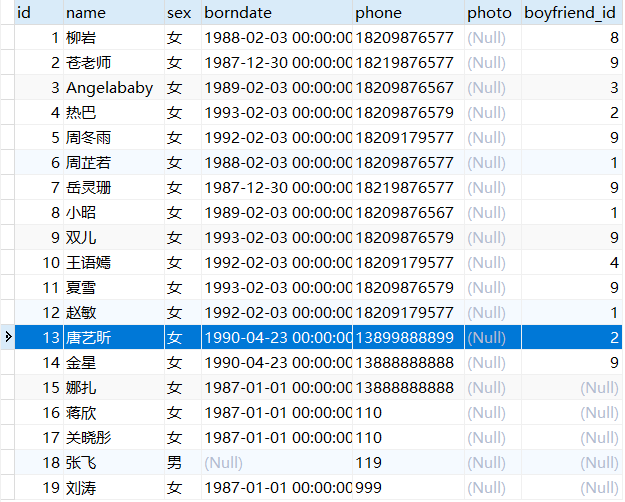 id name sex borndate phone photo boyfriend_id
1 柳岩 女 1988-02-03 00:00:00 18209876577 (Null) 8
2 苍老师 女 1987-12-30 00:00:00 18219876577 (Null) 9
3 Angelababy 女 1989-02-03 00:00:00 18209876567 (Null) 3
4 热巴 女 1993-02-03 00:00:00 18209876579 (Null) 2
5 周冬雨 女 1992-02-03 00:00:00 18209179577 (Null) 9
6 周芷若 女 1988-02-03 00:00:00 18209876577 (Null) 1
7 岳灵珊 女 1987-12-30 00:00:00 18219876577 (Null) 9
8 小昭 女 1989-02-03 00:00:00 18209876567 (Null) 1
9 双儿 女 1993-02-03 00:00:00 18209876579 (Null) 9
10 王语嫣 女 1992-02-03 00:00:00 18209179577 (Null) 4
11 夏雪 女 1993-02-03 00:00:00 18209876579 (Null) 9
12 赵敏 女 1992-02-03 00:00:00 18209179577 (Null) 1
13 唐艺昕 女 1990-04-23 00:00:00 13899888899 (Null) 2
14 金星 女 1990-04-23 00:00:00 13888888888 (Null) 9
15 娜扎 女 1987-01-01 00:00:00 13888888888 (Null) (Null)
16 蒋欣 女 1987-01-01 00:00:00 110 (Null) (Null)
17 关晓彤 女 1987-01-01 00:00:00 110 (Null) (Null)
18 张飞 男 (Null) 119 (Null) (Null)
19 刘涛 女 1987-01-01 00:00:00 999 (Null) (Null)